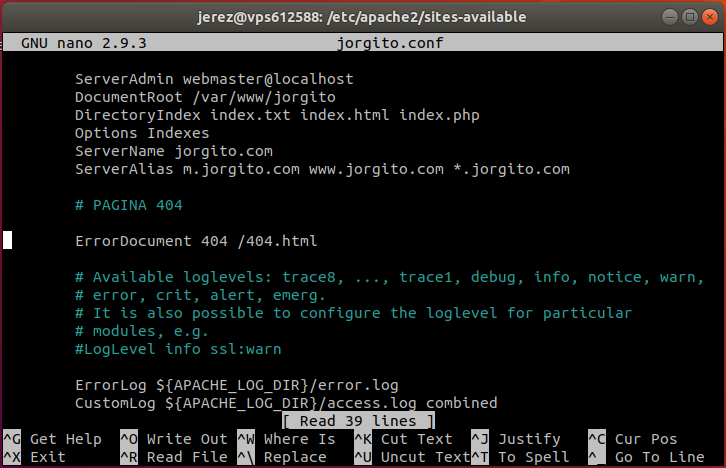 jerez@vps612588: /etc/apache2/sites-available
GNU nano 2.9.3 jorgito.conf
ServerAdmin webmaster@localhost
DocumentRoot /var/www/jorgito
DirectoryIndex index.txt index.html index.php
Options Indexes
ServerName jorgito.com
ServerAlias m.jorgito.com www.jorgito.com *.jorgito.com
# PAGINA 404
ErrorDocument 404 /404.html
# Available loglevels: trace8, ..., trace1, debug, info, notice, warn,
# error, crit, alert, emerg.
# It is also possible to configure the loglevel for particular
# modules, e.g.
#LogLevel info ssl:warn
ErrorLog ${APACHE_LOG_DIR}/error.log
CustomLog ${APACHE_LOG_DIR}/access.log combined
[ Read 39 lines ]
^G Get Help ^O Write Out ^W Where Is ^K Cut Text ^J Justify ^C Cur Pos
^X Exit ^R Read File ^\ Replace ^U Uncut Text ^T To Spell ^_ Go To Line